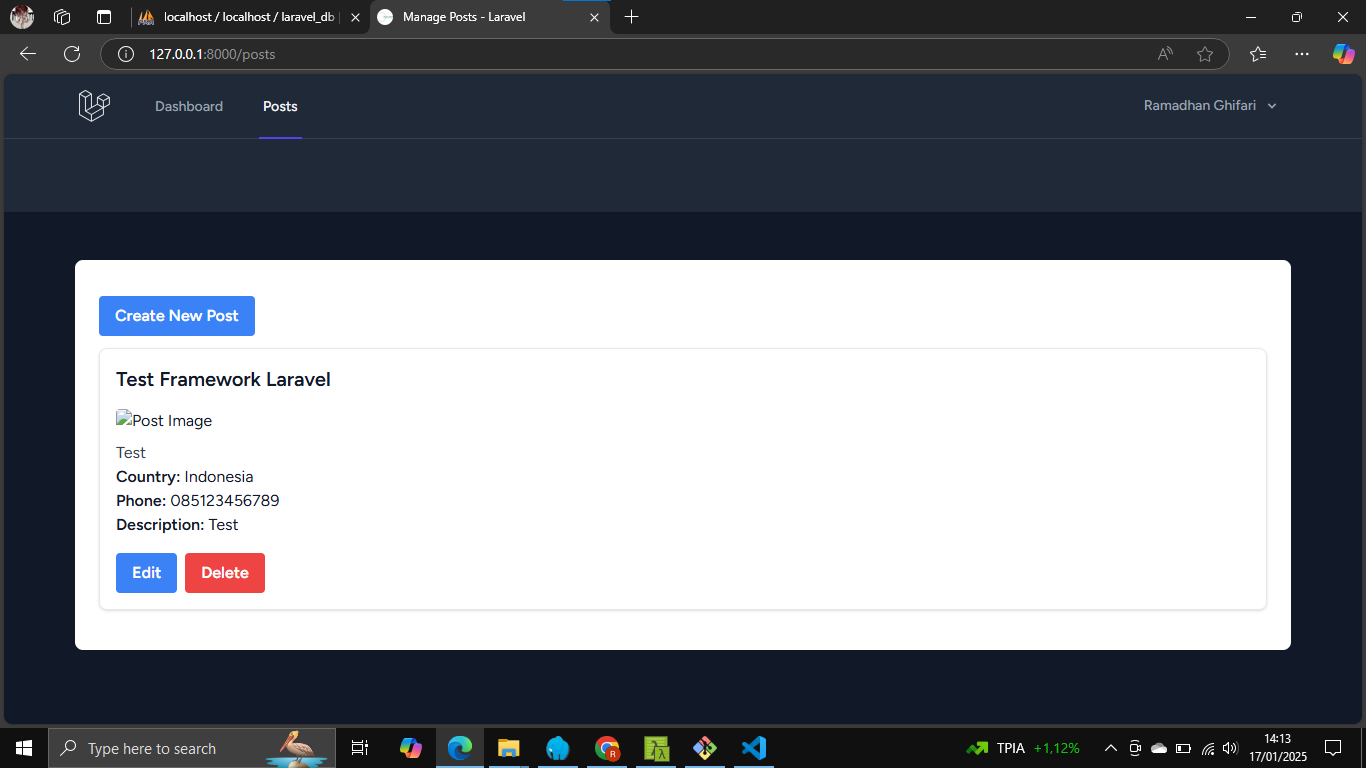 localhost / localhost / laravel_db
Manage Posts - Laravel
127.0.0.1:8000/posts
Dashboard
Posts
Ramadhan Ghifari
Create New Post
Test Framework Laravel
Post Image
Test
Country: Indonesia
Phone: 085123456789
Description: Test
Edit
Delete
Type here to search
TPIA +1,12%
14:13
17/01/2025